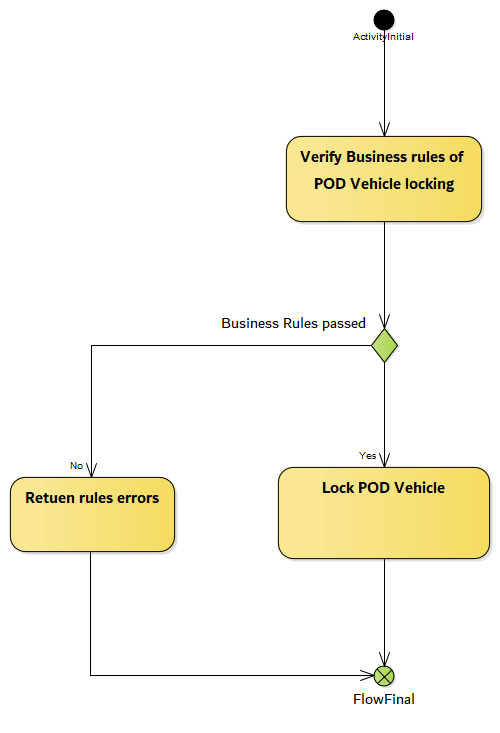 ActivityInitial
Verify Business rules of
POD Vehicle locking
Business Rules passed
No
Yes
Retuen rules errors
Lock POD Vehicle
FlowFinal